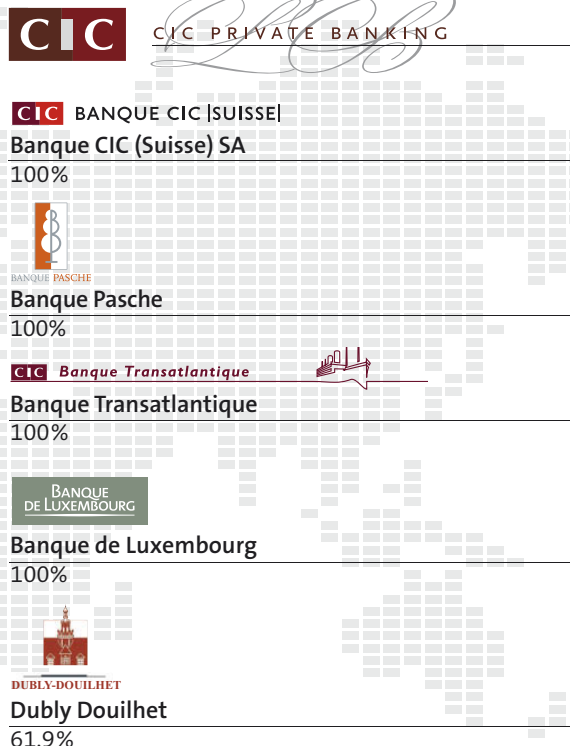 CIC CIC PRIVATE BANKING
CIC BANQUE CIC |SUISSE|
Banque CIC (Suisse) SA
100%
BANQUE PASCHE
Banque Pasche
100%
CIC Banque Transatlantique
Banque Transatlantique
100%
BANQUE
DE LUXEMBOURG
Banque de Luxembourg
100%
DUBLY-DOUILHET
Dubly Douilhet
61.9%